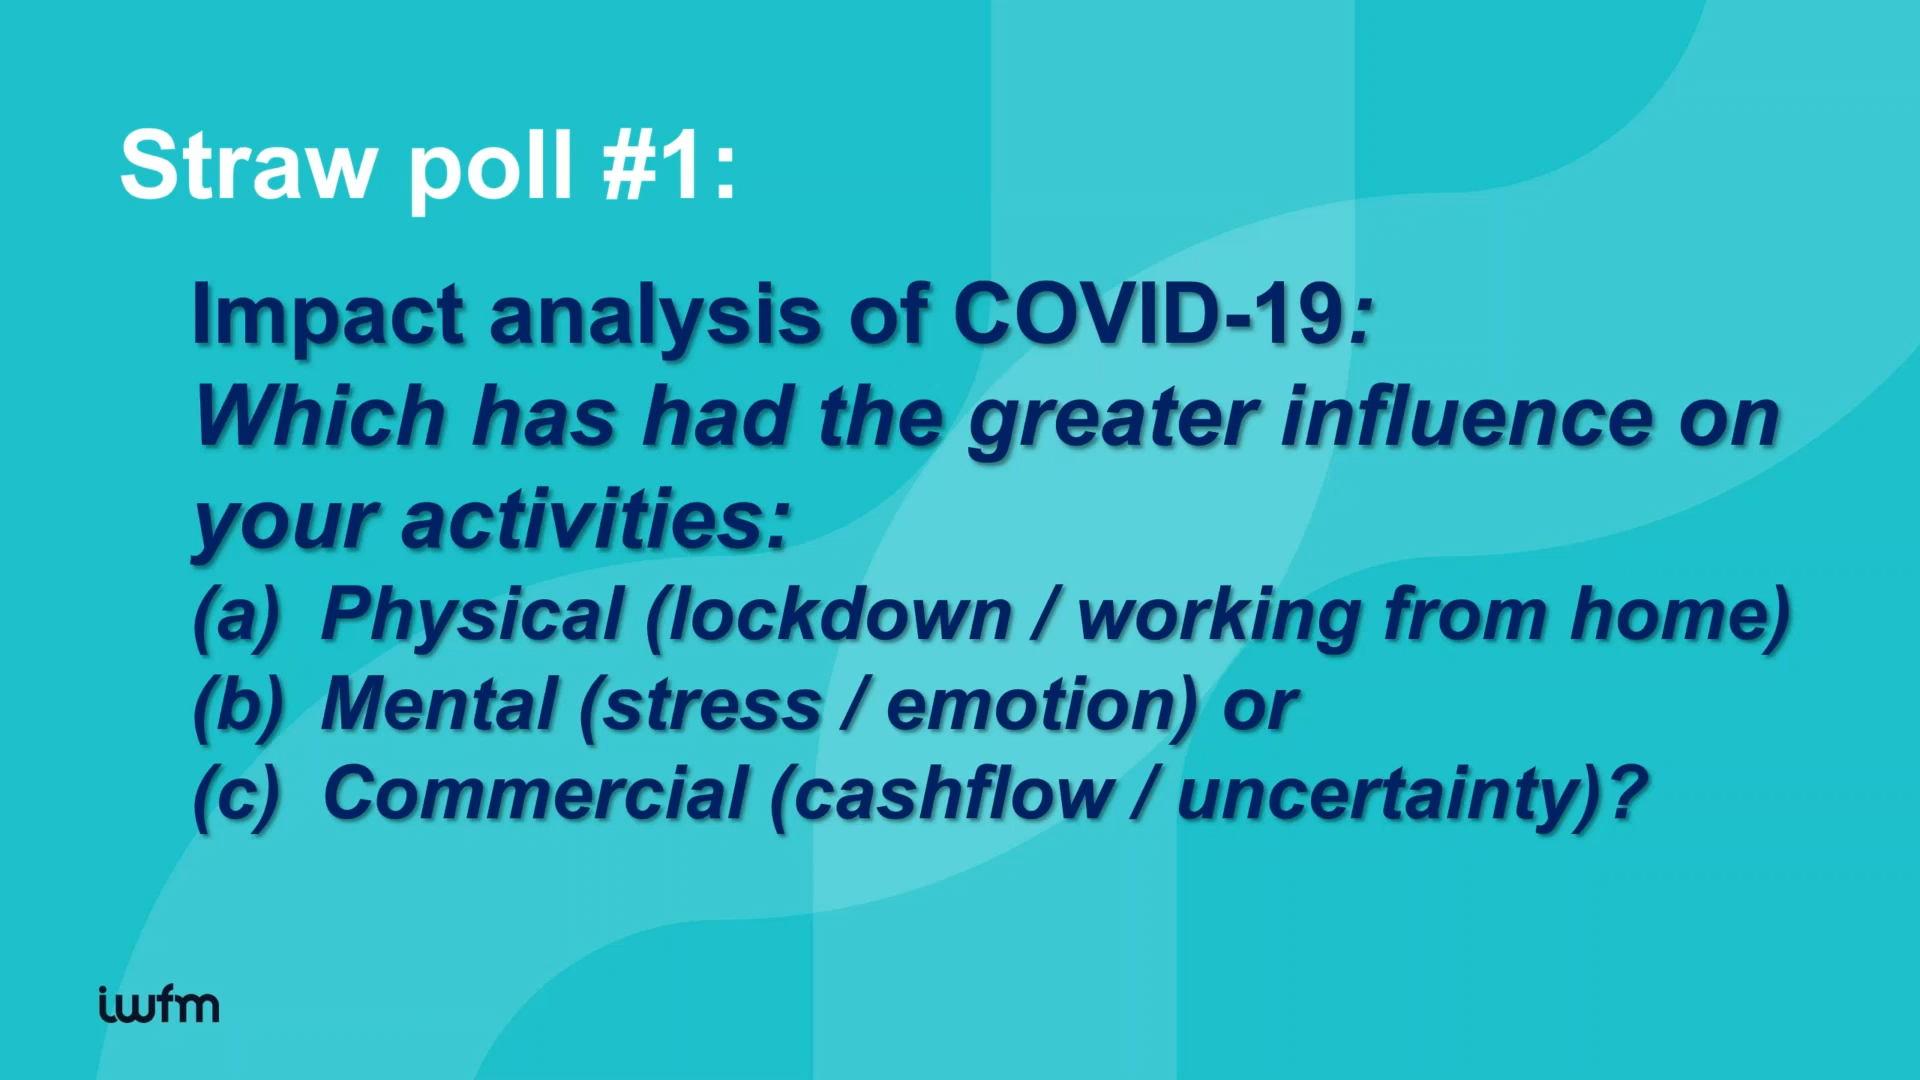 Straw poll #1:
Impact analysis of COVID-19:
Which has had the greater influence on
your activities:
(a) Physical (lockdown / working from home)
(b) Mental (stress / emotion) or
(c) Commercial (cashflow / uncertainty)?
iwfm